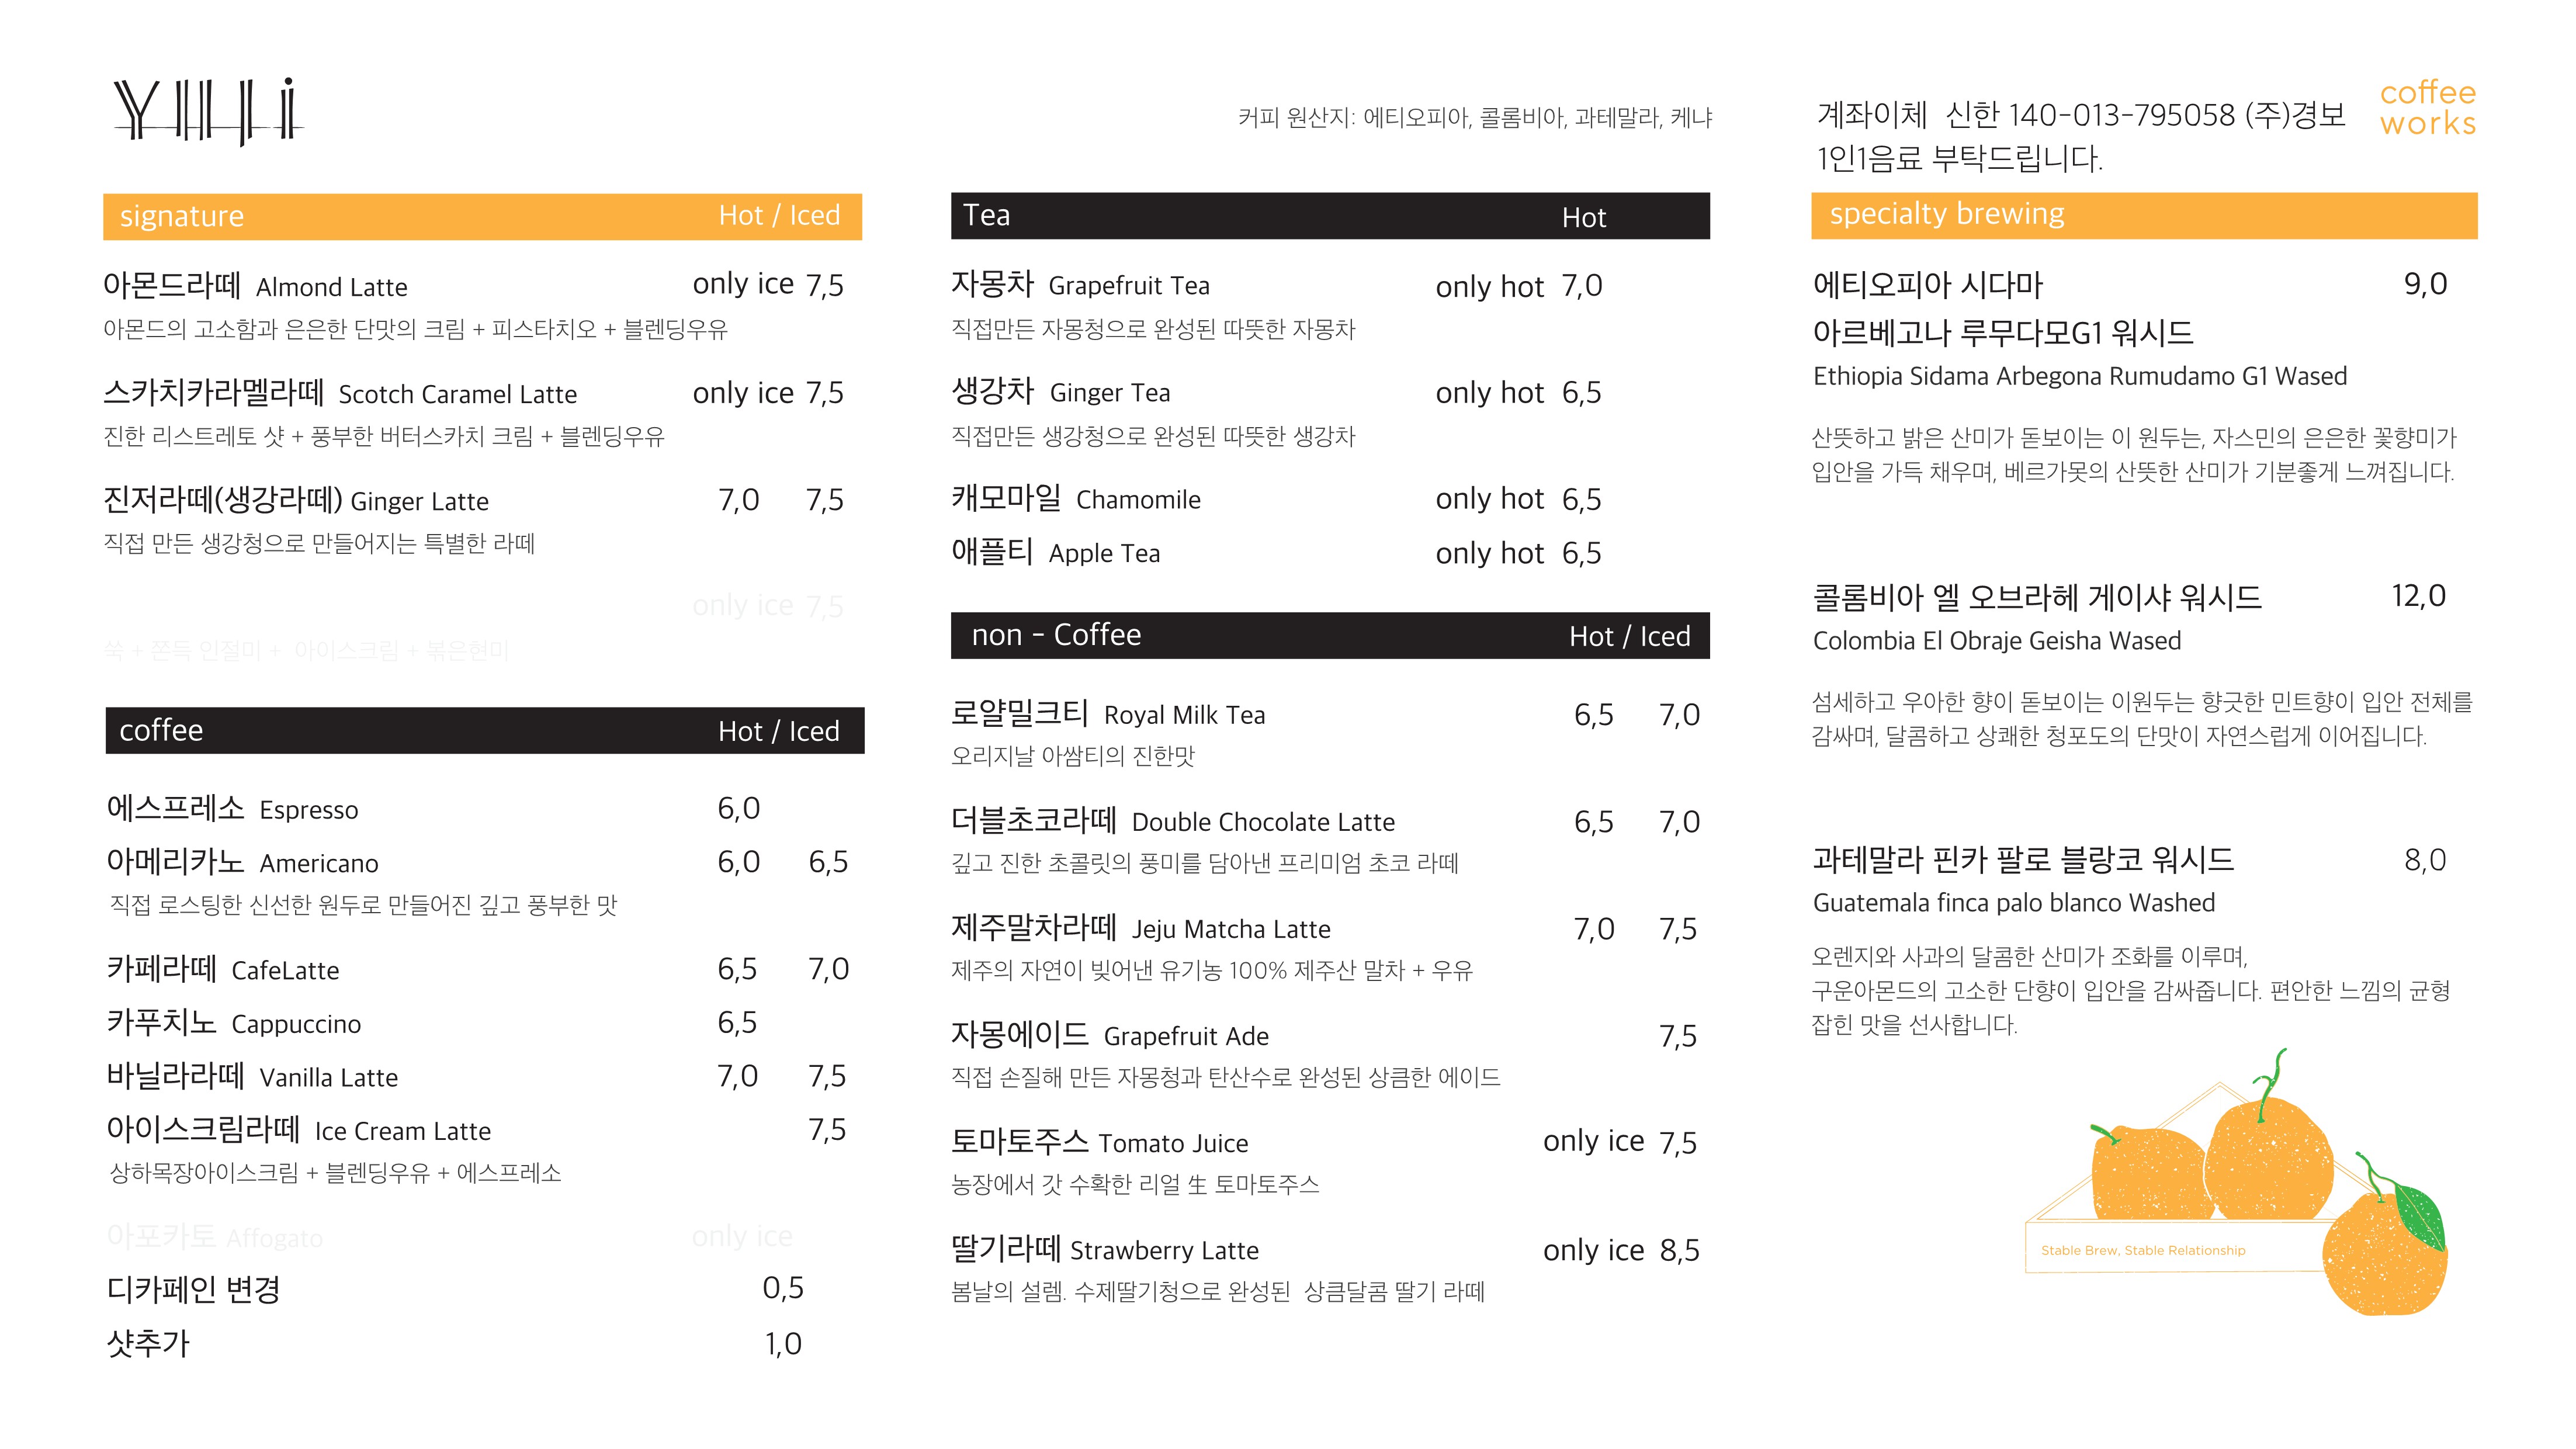 커피 원산지: 에티오피아, 콜롬비아, 과테말라, 케냐
계좌이체 신한 140-013-795058 (주)경보
1인1음료 부탁드립니다.
coffee
works
signature Hot / Iced
아몬드라떼 Almond Latte only ice 7,5
아몬드의 고소함과 은은한 단맛의 크림 + 피스타치오 + 블렌딩우유
스카치카라멜라떼 Scotch Caramel Latte only ice 7,5
진한 리스트레토 샷 + 풍부한 버터스카치 크림 + 블렌딩우유
진저라떼(생강라떼) Ginger Latte 7,0 7,5
직접 만든 생강청으로 만들어지는 특별한 라떼
only ice 7,5
쑥 + 쫀득 인절미 + 아이스크림 + 볶은현미
coffee Hot / Iced
에스프레소 Espresso 6,0
아메리카노 Americano 6,0 6,5
직접 로스팅한 신선한 원두로 만들어진 깊고 풍부한 맛
카페라떼 CafeLatte 6,5 7,0
카푸치노 Cappuccino 6,5
바닐라라떼 Vanilla Latte 7,0 7,5
아이스크림라떼 Ice Cream Latte 7,5
상하목장아이스크림 + 블렌딩우유 + 에스프레소
아포카토 Affogato only ice
디카페인 변경 0,5
샷추가 1,0
Tea Hot
자몽차 Grapefruit Tea only hot 7,0
직접만든 자몽청으로 완성된 따뜻한 자몽차
생강차 Ginger Tea only hot 6,5
직접만든 생강청으로 완성된 따뜻한 생강차
캐모마일 Chamomile only hot 6,5
애플티 Apple Tea only hot 6,5
non - Coffee Hot / Iced
로얄밀크티 Royal Milk Tea 6,5 7,0
오리지날 아쌈티의 진한맛
더블초코라떼 Double Chocolate Latte 6,5 7,0
깊고 진한 초콜릿의 풍미를 담아낸 프리미엄 초코 라떼
제주말차라떼 Jeju Matcha Latte 7,0 7,5
제주의 자연이 빚어낸 유기농 100% 제주산 말차 + 우유
자몽에이드 Grapefruit Ade 7,5
직접 손질해 만든 자몽청과 탄산수로 완성된 상큼한 에이드
토마토주스 Tomato Juice only ice 7,5
농장에서 갓 수확한 리얼 生 토마토주스
딸기라떼 Strawberry Latte only ice 8,5
봄날의 설렘. 수제딸기청으로 완성된 상큼달콤 딸기 라떼
specialty brewing
에티오피아 시다마 9,0
아르베고나 루무다모G1 워시드
Ethiopia Sidama Arbegona Rumudamo G1 Wased
산뜻하고 밝은 산미가 돋보이는 이 원두는, 자스민의 은은한 꽃향미가
입안을 가득 채우며, 베르가못의 산뜻한 산미가 기분좋게 느껴집니다.
콜롬비아 엘 오브라헤 게이샤 워시드 12,0
Colombia El Obraje Geisha Wased
섬세하고 우아한 향이 돋보이는 이원두는 향긋한 민트향이 입안 전체를
감싸며, 달콤하고 상쾌한 청포도의 단맛이 자연스럽게 이어집니다.
과테말라 핀카 팔로 블랑코 워시드 8,0
Guatemala finca palo blanco Washed
오렌지와 사과의 달콤한 산미가 조화를 이루며,
구운아몬드의 고소한 단향이 입안을 감싸줍니다. 편안한 느낌의 균형
잡힌 맛을 선사합니다.
Stable Brew, Stable Relationship